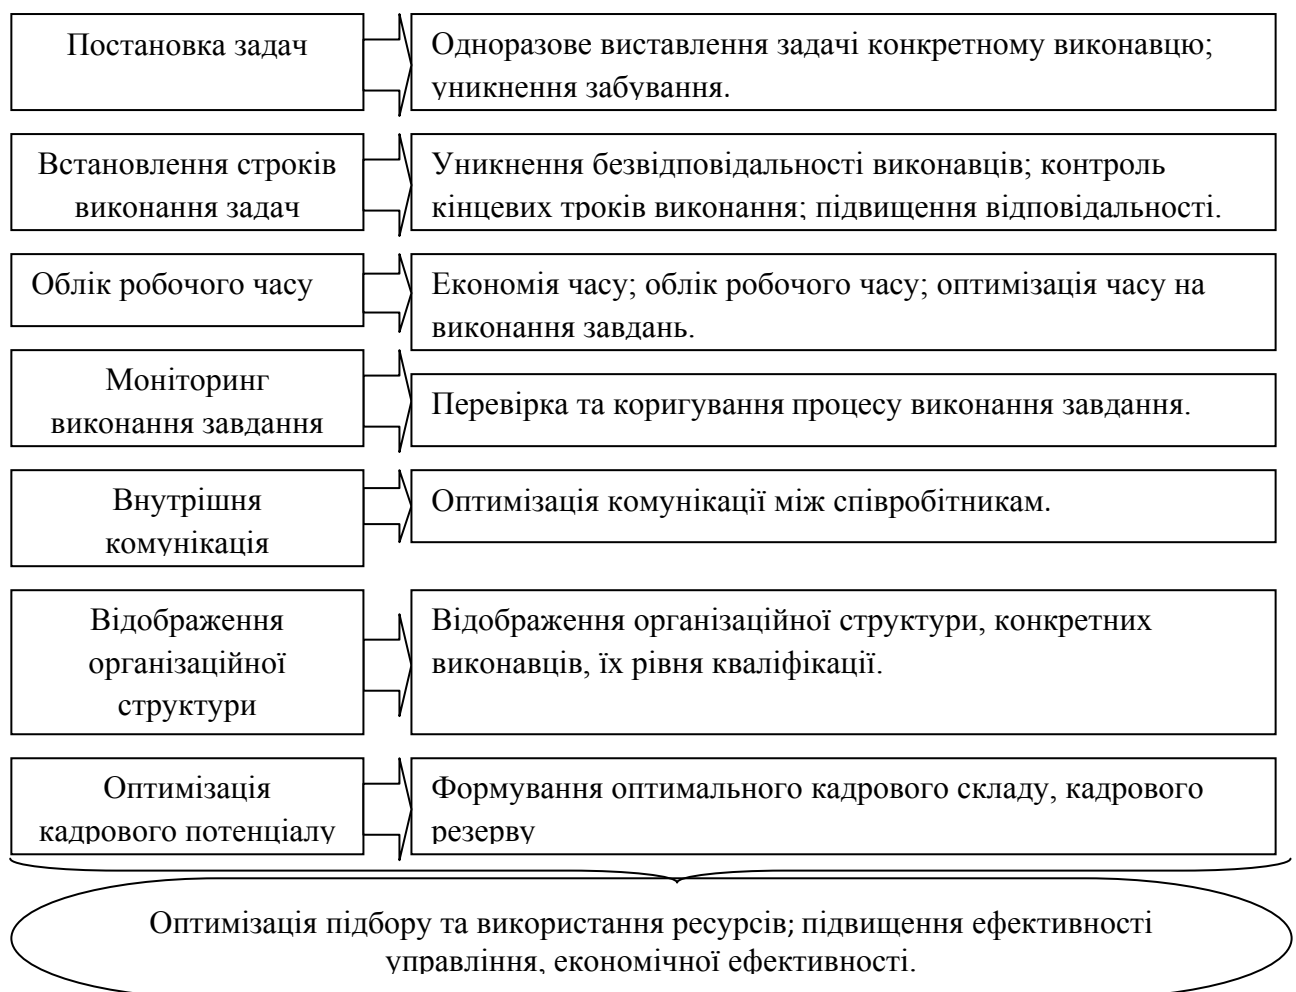 Постановка задач
Одноразове виставлення задачі конкретному виконавцю;
уникнення забування.
Встановлення строків
виконання задач
Уникнення безвідповідальності виконавців; контроль
кінцевих троків виконання; підвищення відповідальності.
Облік робочого часу
Економія часу; облік робочого часу; оптимізація часу на
виконання завдань.
Моніторинг
виконання завдання
Перевірка та коригування процесу виконання завдання.
Внутрішня
комунікація
Оптимізація комунікації між співробітникам.
Відображення
організаційної
структури
Відображення організаційної структури, конкретних
виконавців, їх рівня кваліфікації.
Оптимізація
кадрового потенціалу
Формування оптимального кадрового складу, кадрового
резерву
Оптимізація підбору та використання ресурсів; підвищення ефективності
управління, економічної ефективності.